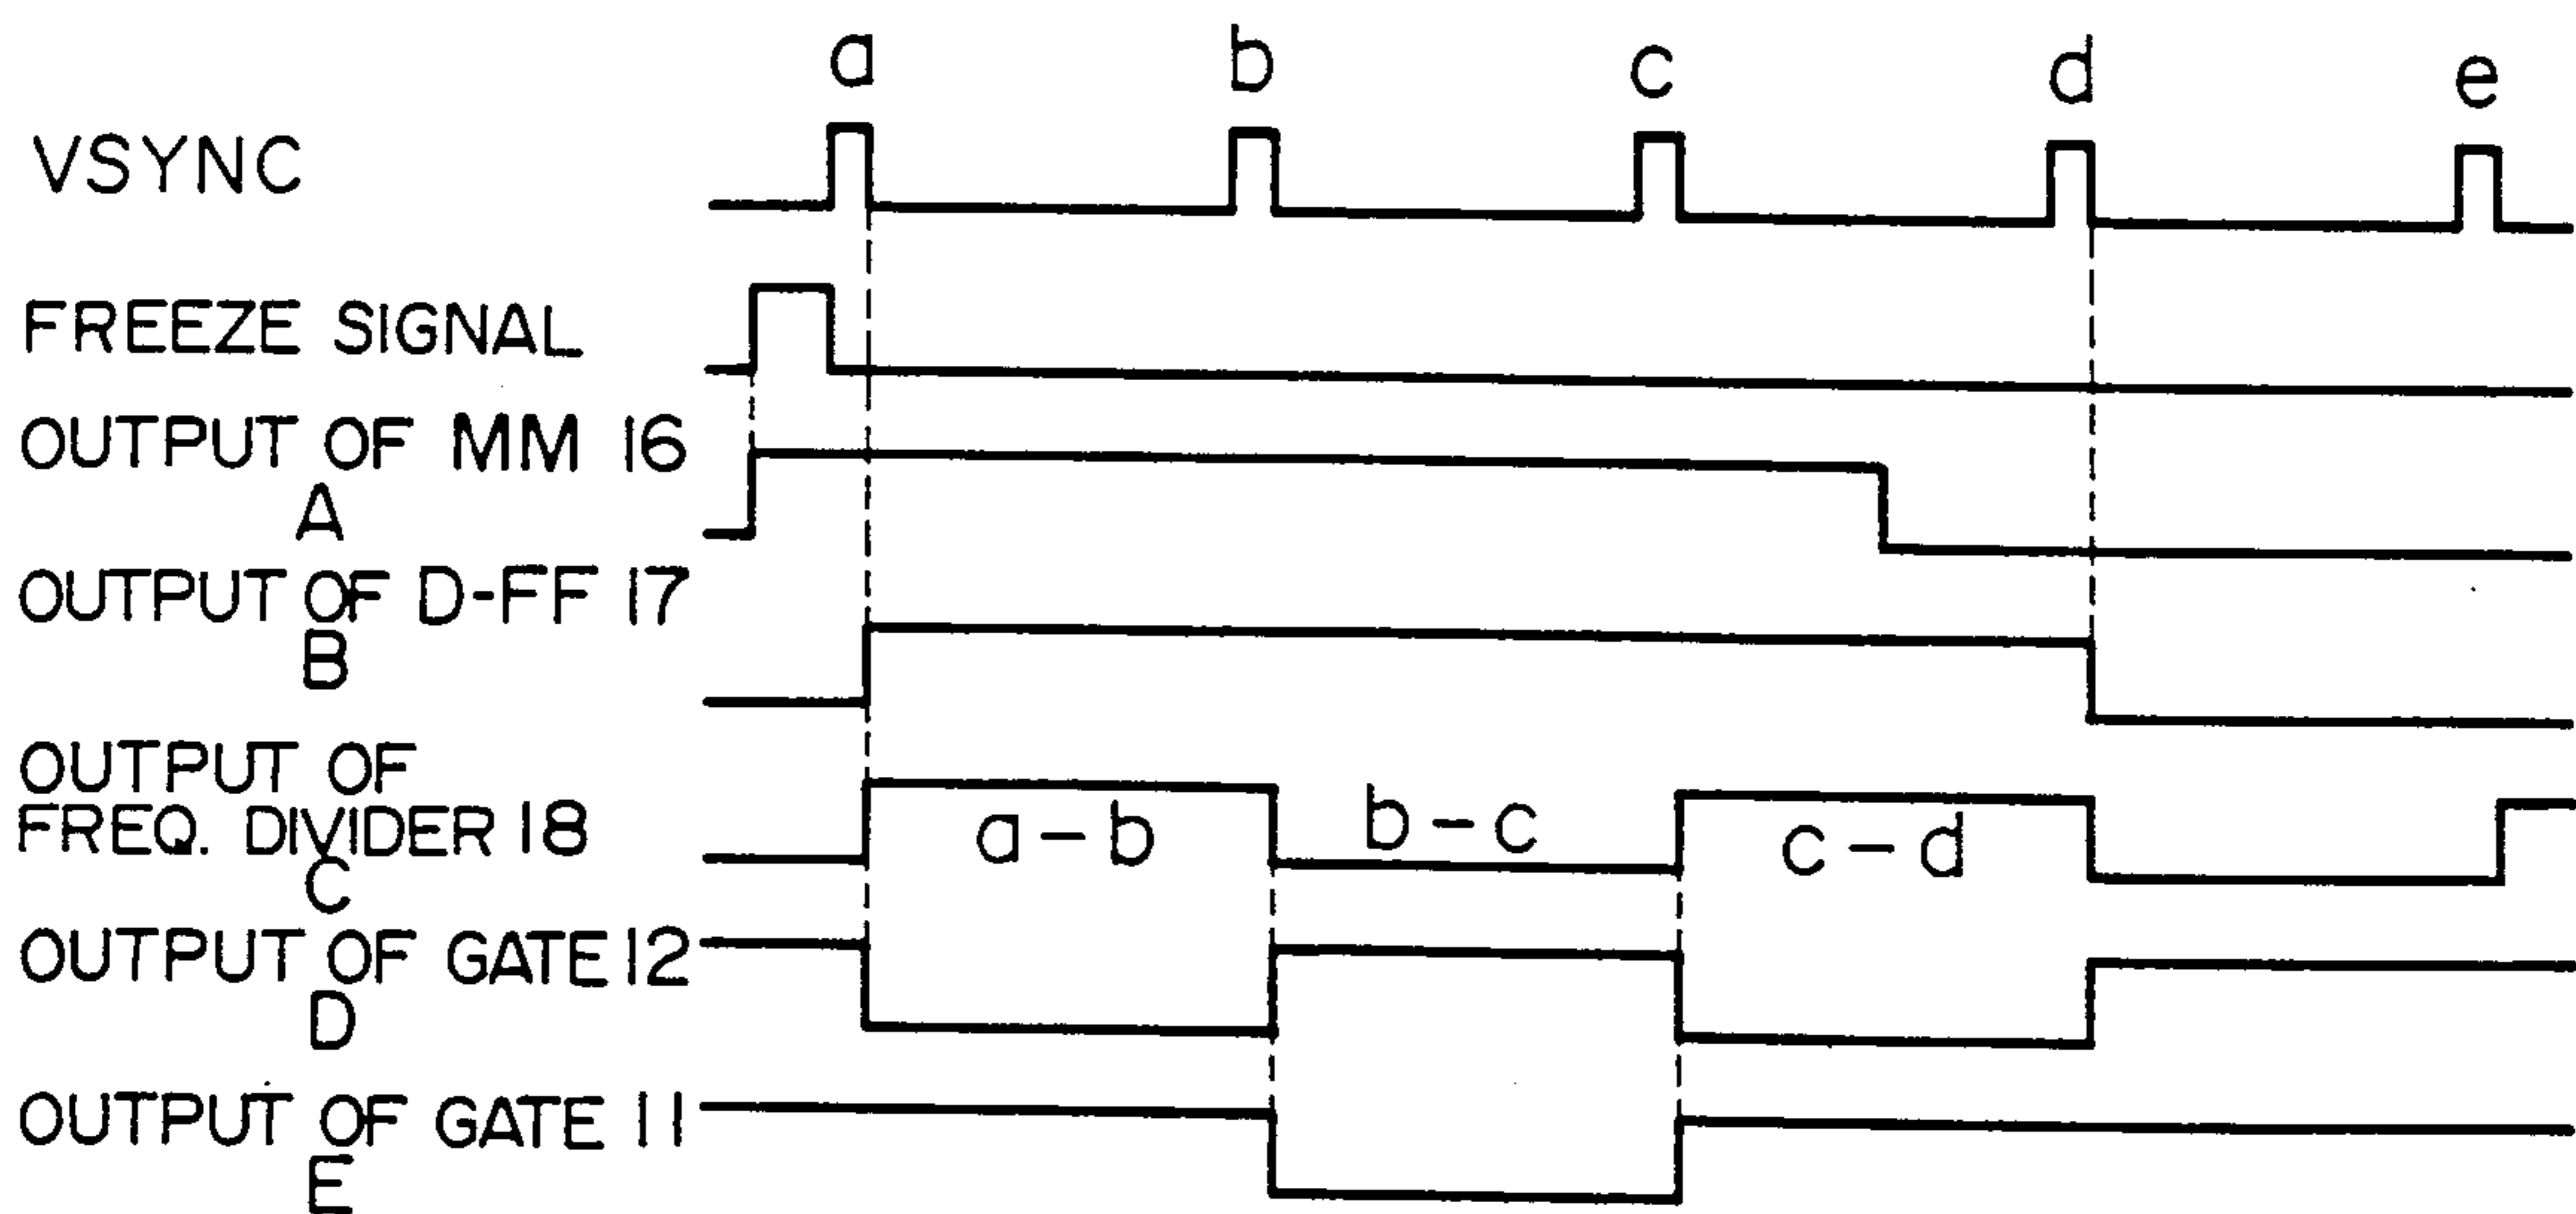 a b c d e
VSYNC
FREEZE SIGNAL
OUTPUT OF MM 16
A
OUTPUT OF D-FF 17
B
OUTPUT OF
FREQ. DIVIDER 18
C
a-b b-c c-d
OUTPUT OF GATE 12
D
OUTPUT OF GATE 11
E